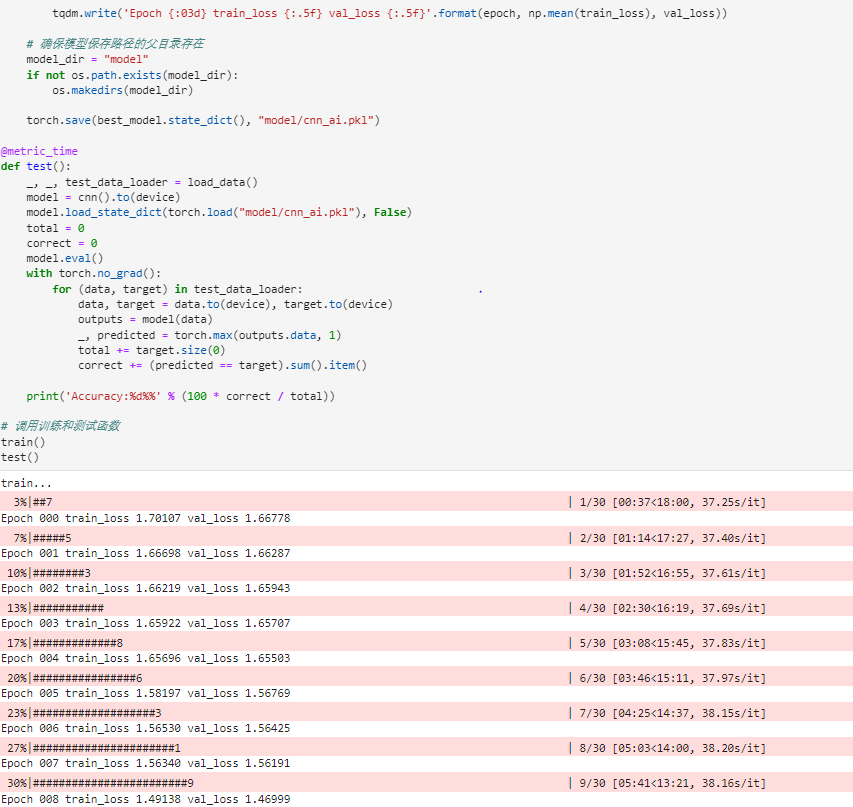 tqdm.write('Epoch {:03d} train_loss {:.5f} val_loss {:.5f}'.format(epoch, np.mean(train_loss), val_loss))
    # 确保模型保存路径的父目录存在
    model_dir = "model"
    if not os.path.exists(model_dir):
        os.makedirs(model_dir)
    torch.save(best_model.state_dict(), "model/cnn_ai.pkl")
@metric_time
def test():
    _, _, test_data_loader = load_data()
    model = cnn().to(device)
    model.load_state_dict(torch.load("model/cnn_ai.pkl"), False)
    total = 0
    correct = 0
    model.eval()
    with torch.no_grad():
        for (data, target) in test_data_loader:
            data, target = data.to(device), target.to(device)
            outputs = model(data)
            _, predicted = torch.max(outputs.data, 1)
            total += target.size(0)
            correct += (predicted == target).sum().item()
    print('Accuracy:%d%%' % (100 * correct / total))
# 调用训练和测试函数
train()
test()
train...
  3%|##7 | 1/30 [00:37<18:00, 37.25s/it]
Epoch 000 train_loss 1.70107 val_loss 1.66778
  7%|#####5 | 2/30 [01:14<17:27, 37.40s/it]
Epoch 001 train_loss 1.66698 val_loss 1.66287
 10%|########3 | 3/30 [01:52<16:55, 37.61s/it]
Epoch 002 train_loss 1.66219 val_loss 1.65943
 13%|########### | 4/30 [02:30<16:19, 37.69s/it]
Epoch 003 train_loss 1.65922 val_loss 1.65707
 17%|#############8 | 5/30 [03:08<15:45, 37.83s/it]
Epoch 004 train_loss 1.65696 val_loss 1.65503
 20%|################6 | 6/30 [03:46<15:11, 37.97s/it]
Epoch 005 train_loss 1.58197 val_loss 1.56769
 23%|###################3 | 7/30 [04:25<14:37, 38.15s/it]
Epoch 006 train_loss 1.56530 val_loss 1.56425
 27%|######################1 | 8/30 [05:03<14:00, 38.20s/it]
Epoch 007 train_loss 1.56340 val_loss 1.56191
 30%|########################9 | 9/30 [05:41<13:21, 38.16s/it]
Epoch 008 train_loss 1.49138 val_loss 1.46999